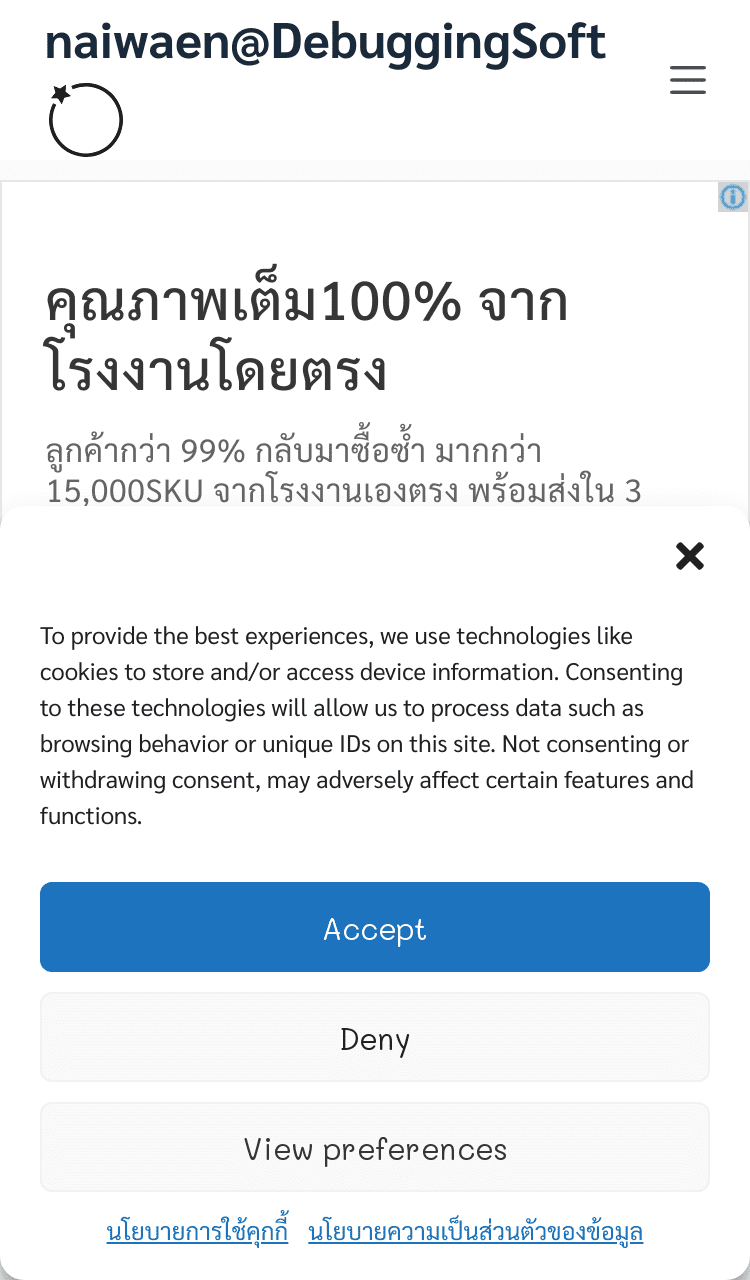 naiwaen@DebuggingSoft
คุณภาพเต็ม100% จาก
โรงงานโดยตรง
ลูกค้ากว่า 99% กลับมาซื้อซ้ำ มากกว่า
15,000SKU จากโรงงานเองตรง พร้อมส่งใน 3
To provide the best experiences, we use technologies like
cookies to store and/or access device information. Consenting
to these technologies will allow us to process data such as
browsing behavior or unique IDs on this site. Not consenting or
withdrawing consent, may adversely affect certain features and
functions.
Accept
Deny
View preferences
นโยบายการใช้คุกกี้ นโยบายความเป็นส่วนตัวของข้อมูล